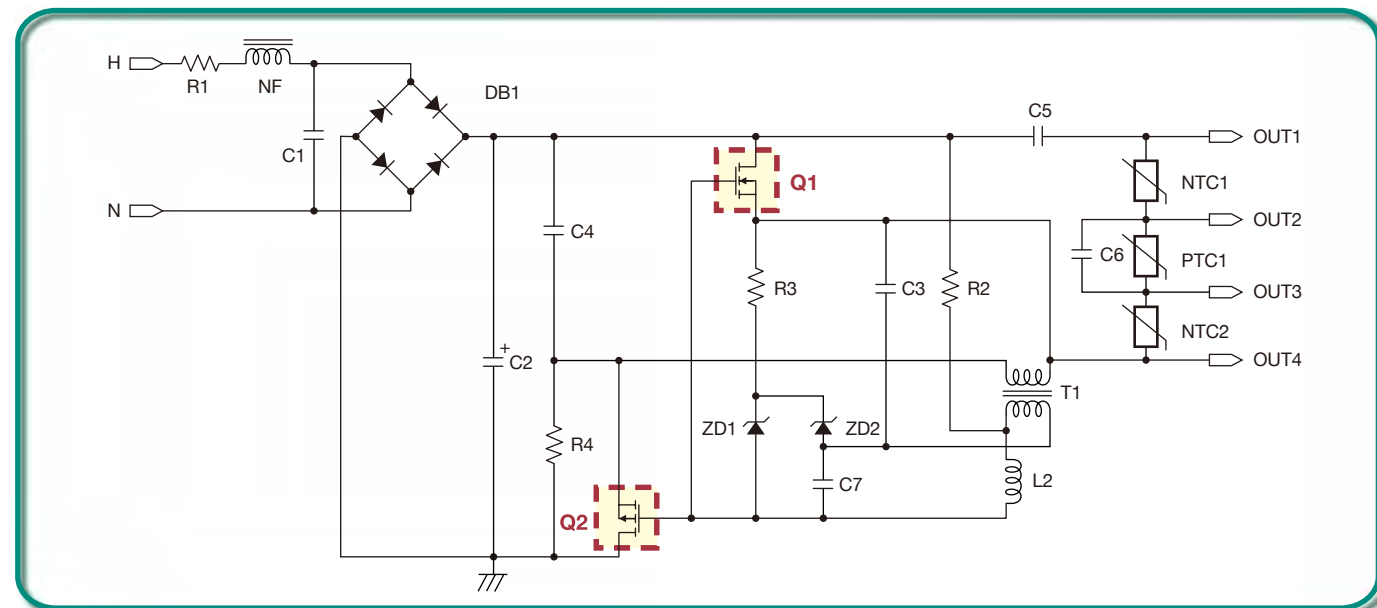 H
R1
NF
C1
N
DB1
C5
OUT1
Q1
NTC1
OUT2
C4
C6
PTC1
R3
C3
R2
OUT3
NTC2
+
C2
OUT4
T1
ZD1
ZD2
R4
C7
L2
Q2